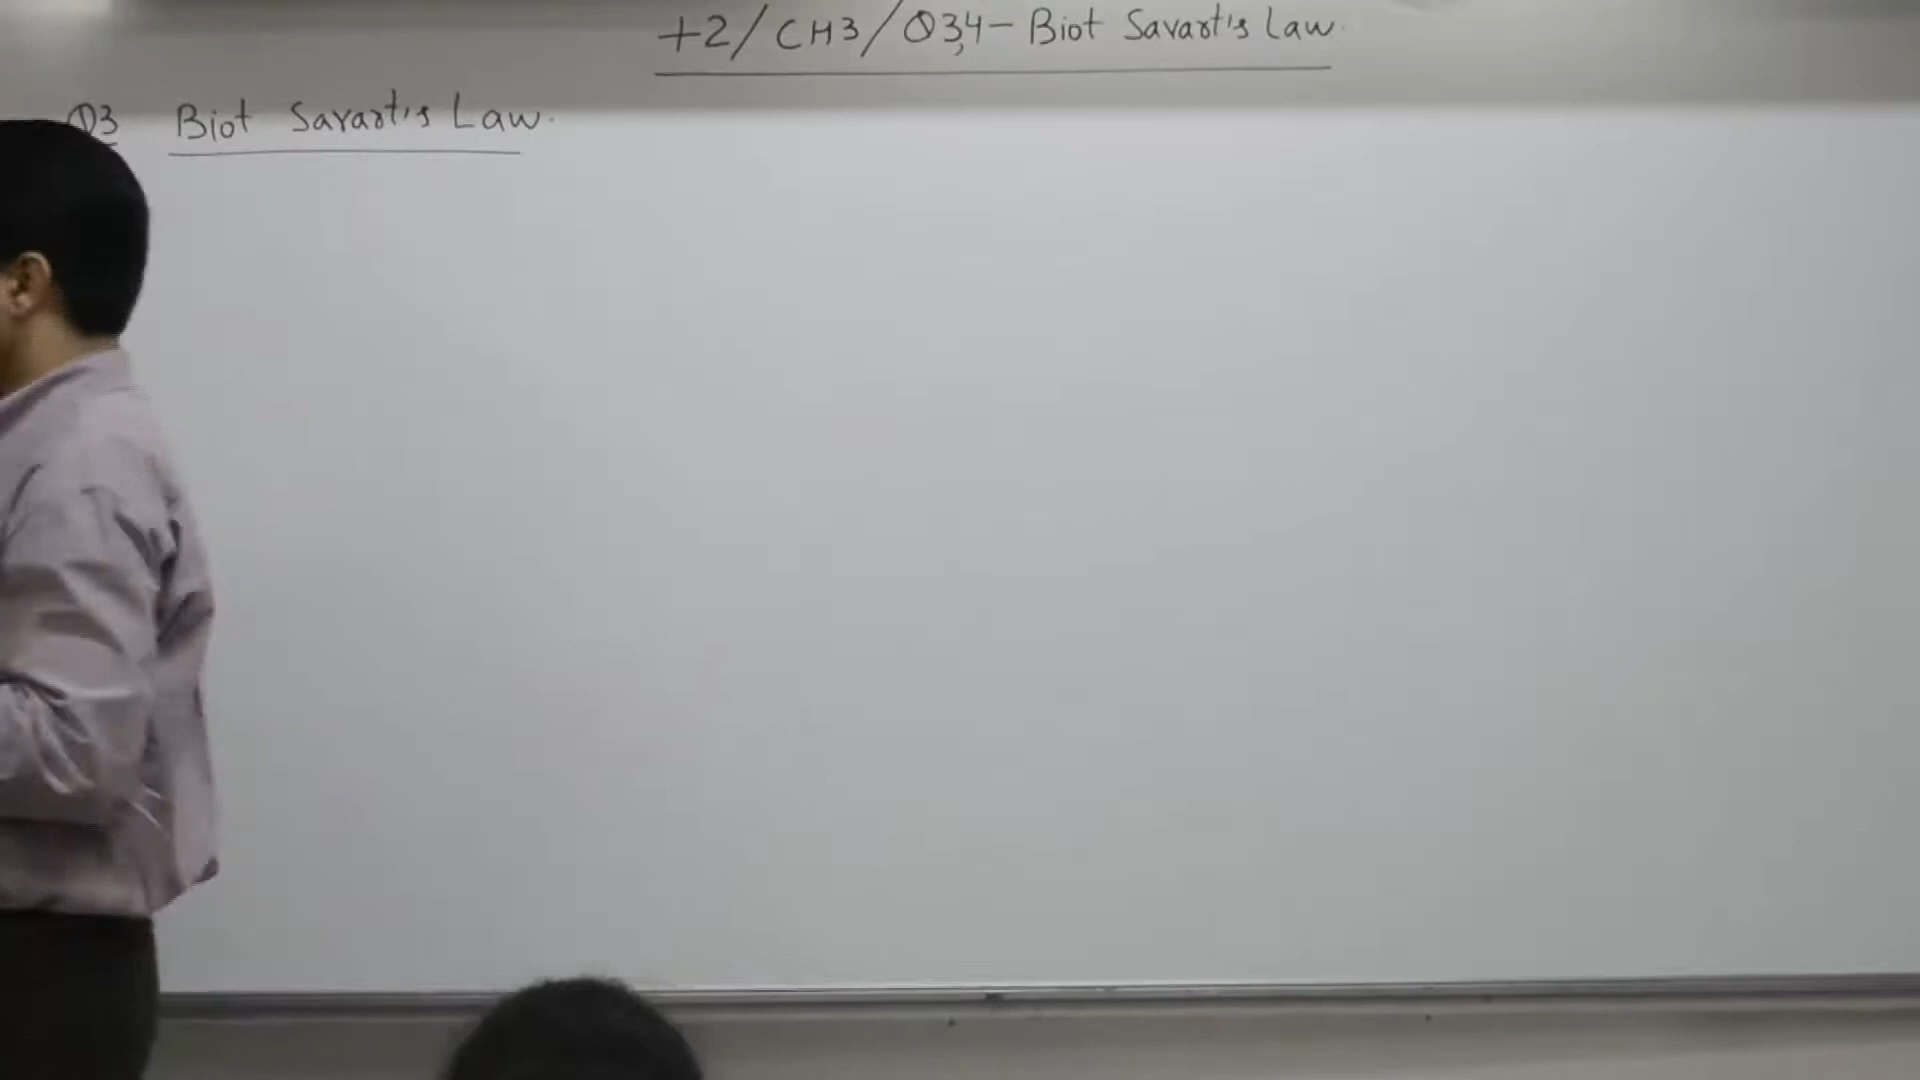 +2/CH3/Q3,4- Biot Savart's Law.
Q3 Biot Savart's Law.